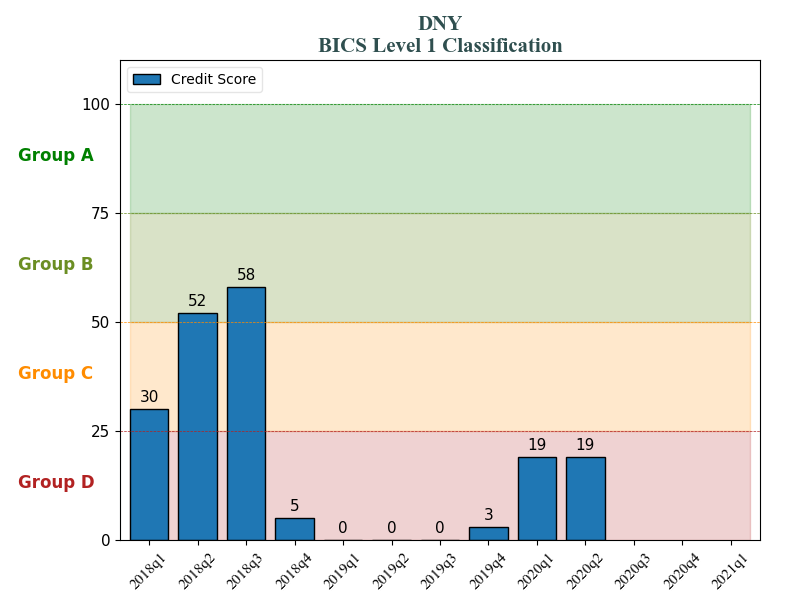 DNY
BICS Level 1 Classification
Credit Score
100
Group A
75
Group B
58
52
50
Group C
30
25
19 19
Group D
5
0 0 0 3
0
2018q1 2018q2 2018q3 2018q4 2019q1 2019q2 2019q3 2019q4 2020q1 2020q2 2020q3 2020q4 2021q1